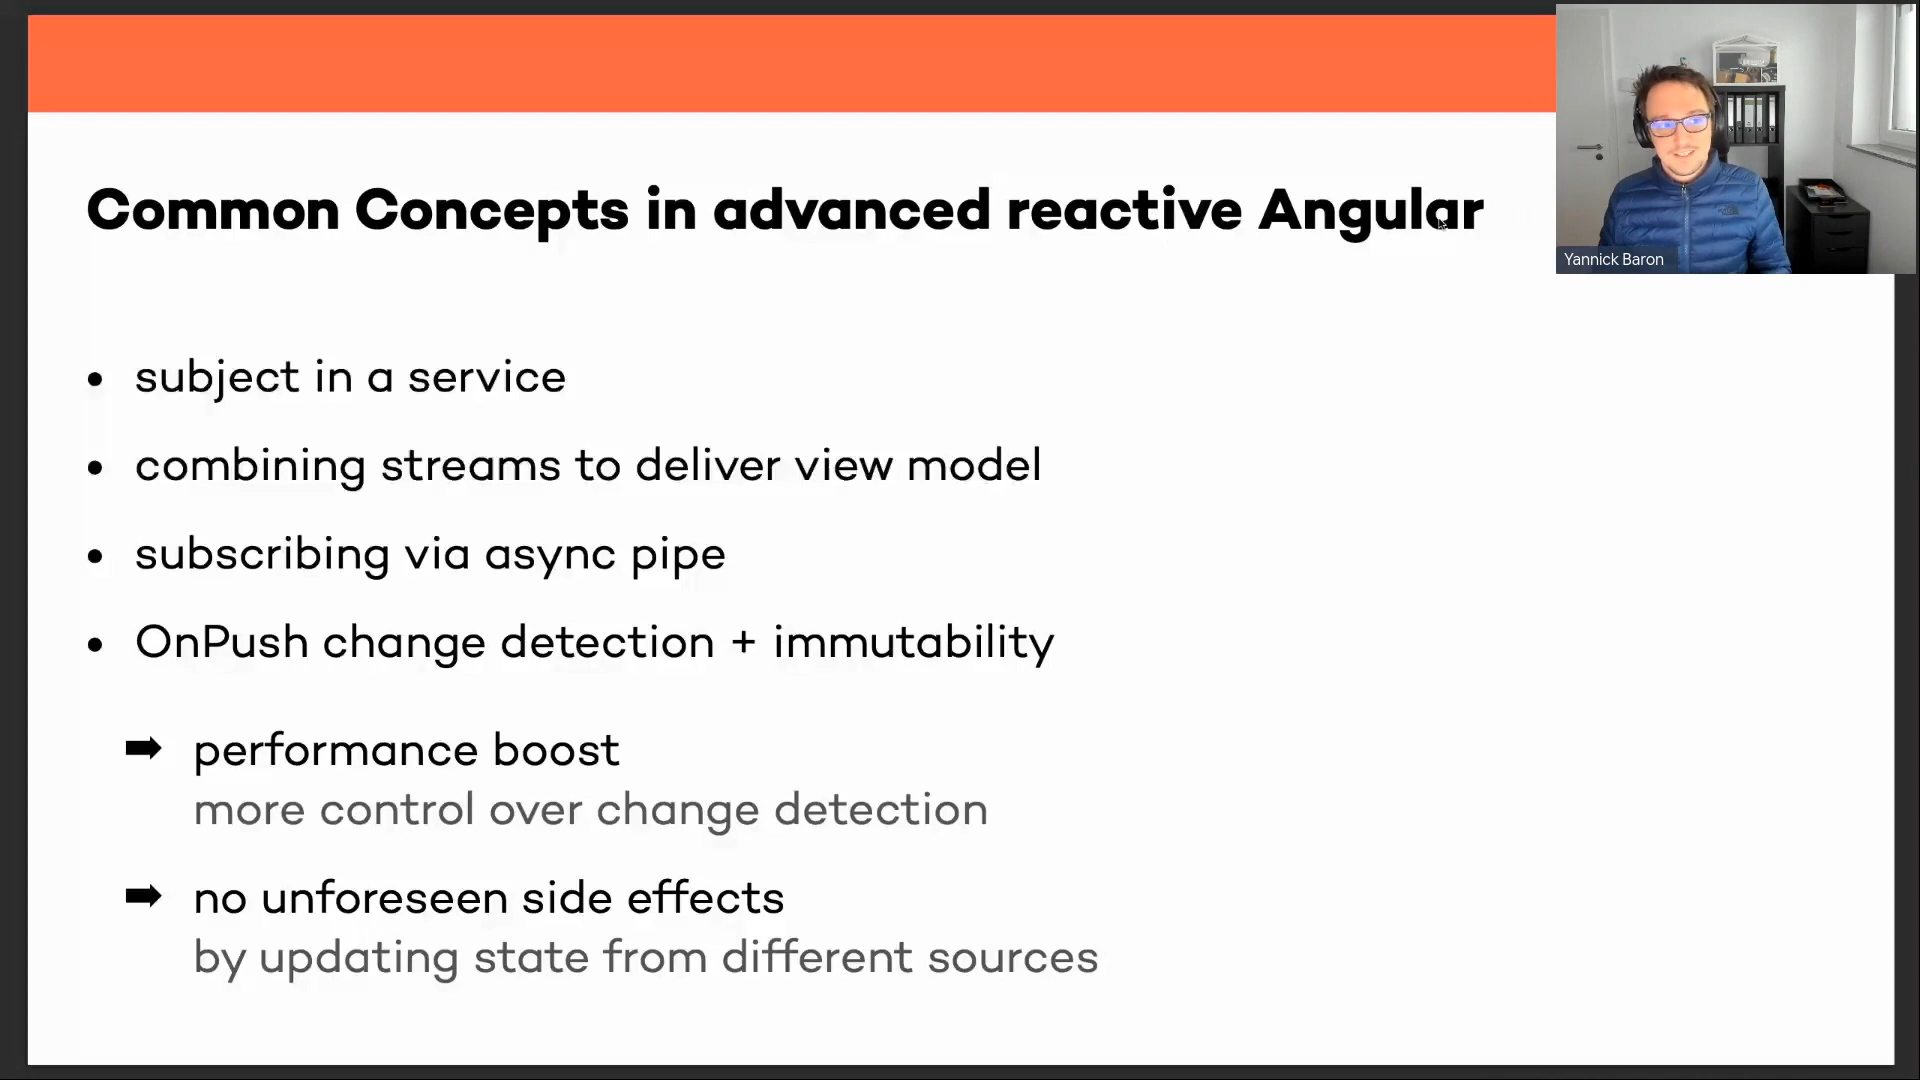 Common Concepts in advanced reactive Angular
Yannick Baron
• subject in a service
• combining streams to deliver view model
• subscribing via async pipe
• OnPush change detection + immutability
➡ performance boost
more control over change detection
➡ no unforeseen side effects
by updating state from different sources